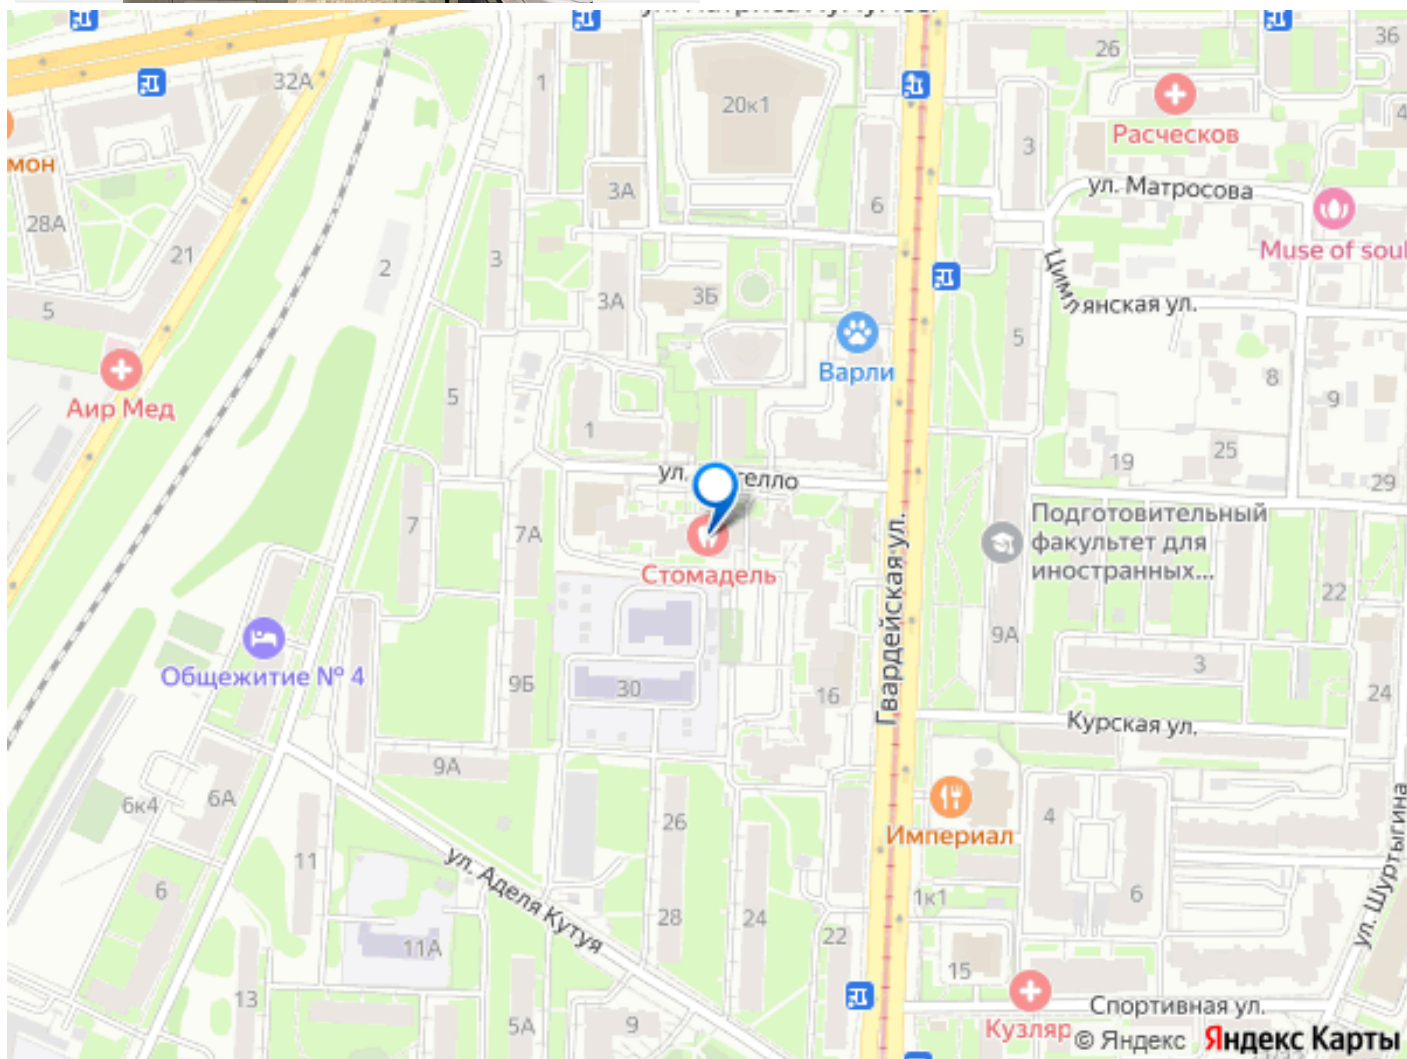 32А
1
20к1
26
36
Расческов
мон
3А
3
ул. Матросова
28А
6
Muse of soul
21
2
3
3А
3Б
Цимлянская ул.
5
5
Варли
8
Аир Мед
5
1
9
19
25
ул.
елло
29
7
7А
Подготовительный
факультет для
иностранных...
Стомадель
22
Гвардейская ул.
9А
Общежитие № 4
9Б
30
16
3
24
Курская ул.
9А
6к4
6А
26
4
Империал
11
ул. Аделя Кутуя
6
28
24
1к1
6
ул. Шуртыгина
22
11А
15
13
5А
9
Кузляр
Спортивная ул.
© Яндекс Яндекс Карты